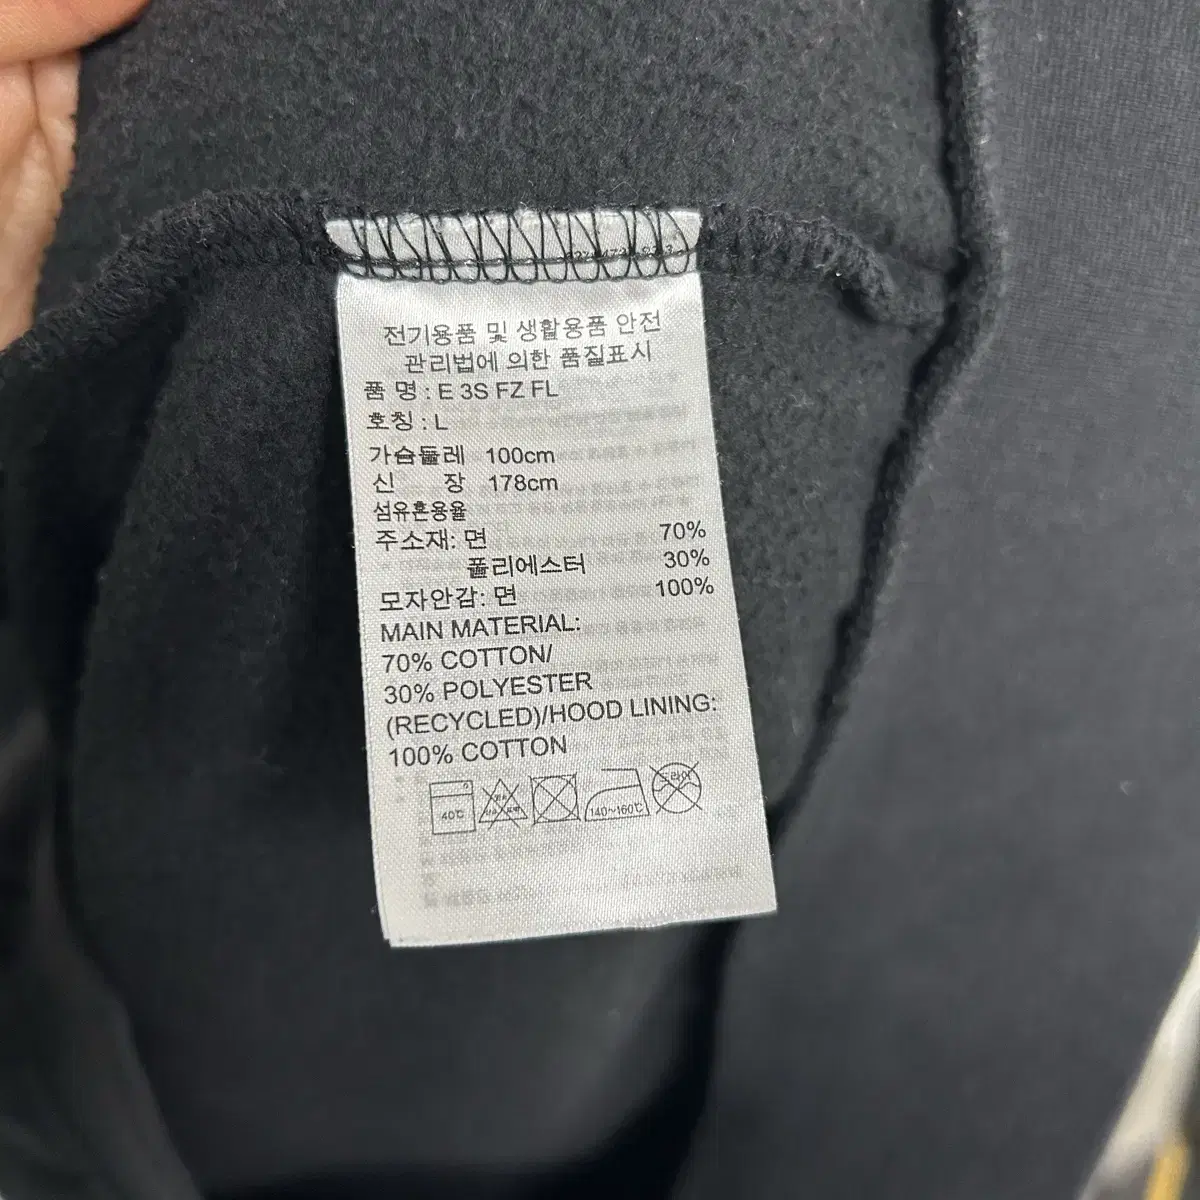 전기용품 및 생활용품 안전
관리법에 의한 품질표시
품 명 : E 3S FZ FL
호칭 : L
가슴둘레 100cm
신 장 178cm
섬유혼용율
주소재: 면 70%
폴리에스터 30%
모자안감: 면 100%
MAIN MATERIAL:
70% COTTON/
30% POLYESTER
(RECYCLED)/HOOD LINING:
100% COTTON
40℃ 140~160℃ 드라이